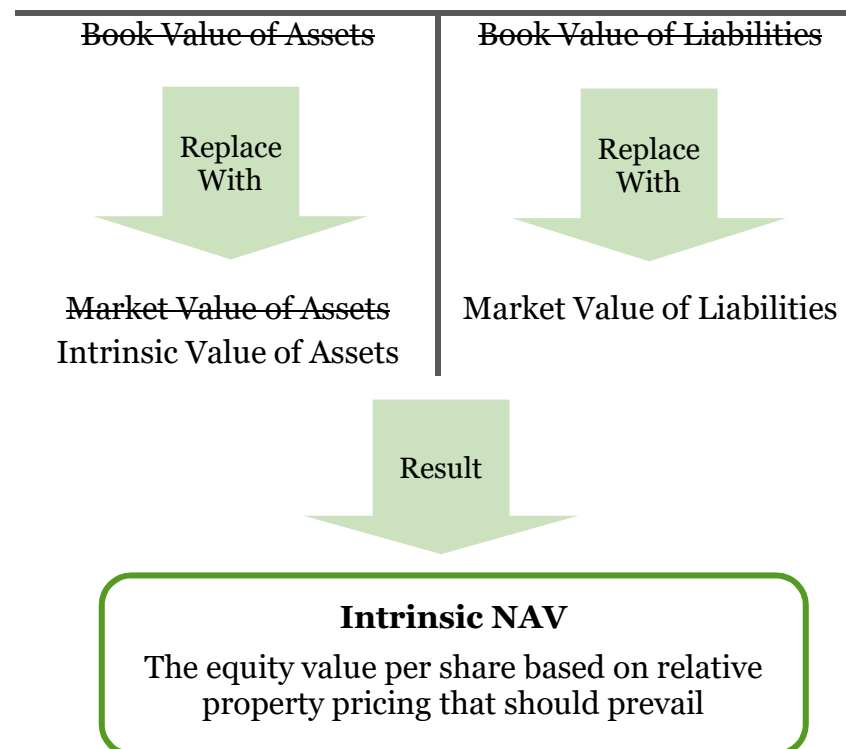 Book Value of Assets
Book Value of Liabilities
Replace
With
Replace
With
Market Value of Assets
Intrinsic Value of Assets
Market Value of Liabilities
Result
Intrinsic NAV
The equity value per share based on relative
property pricing that should prevail